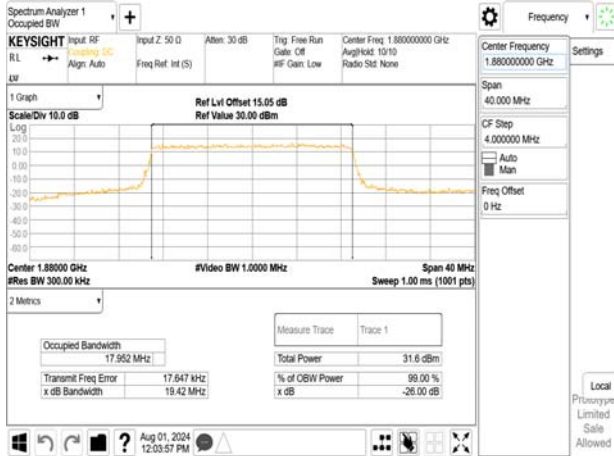 Spectrum Analyzer 1
Occupied BW
+
Frequency
KEYSIGHT
RL
Input: RF
Coupling: DC
Align: Auto
Input Z: 50 Ω
Freq Ref: Int (S)
Atten: 30 dB
Trig: Free Run
Gate: Off
#IF Gain: Low
Center Freq: 1.880000000 GHz
Avg|Hold: 10/10
Radio Std: None
1 Graph
Scale/Div 10.0 dB
Ref Lvl Offset 15.05 dB
Ref Value 30.00 dBm
Log
20.0
10.0
0.00
-10.0
-20.0
-30.0
-40.0
-50.0
-60.0
Center 1.88000 GHz
#Res BW 300.00 kHz
#Video BW 1.0000 MHz
Span 40 MHz
Sweep 1.00 ms (1001 pts)
2 Metrics
Occupied Bandwidth
17.952 MHz
Transmit Freq Error 17.647 kHz
x dB Bandwidth 19.42 MHz
Measure Trace Trace 1
Total Power 31.6 dBm
% of OBW Power 99.00 %
x dB -26.00 dB
Center Frequency
1.880000000 GHz
Settings
Span
40.000 MHz
CF Step
4.000000 MHz
Auto
Man
Freq Offset
0 Hz
Local
Prototype
Limited
Sale
Allowed
?
Aug 01, 2024
12:03:57 PM